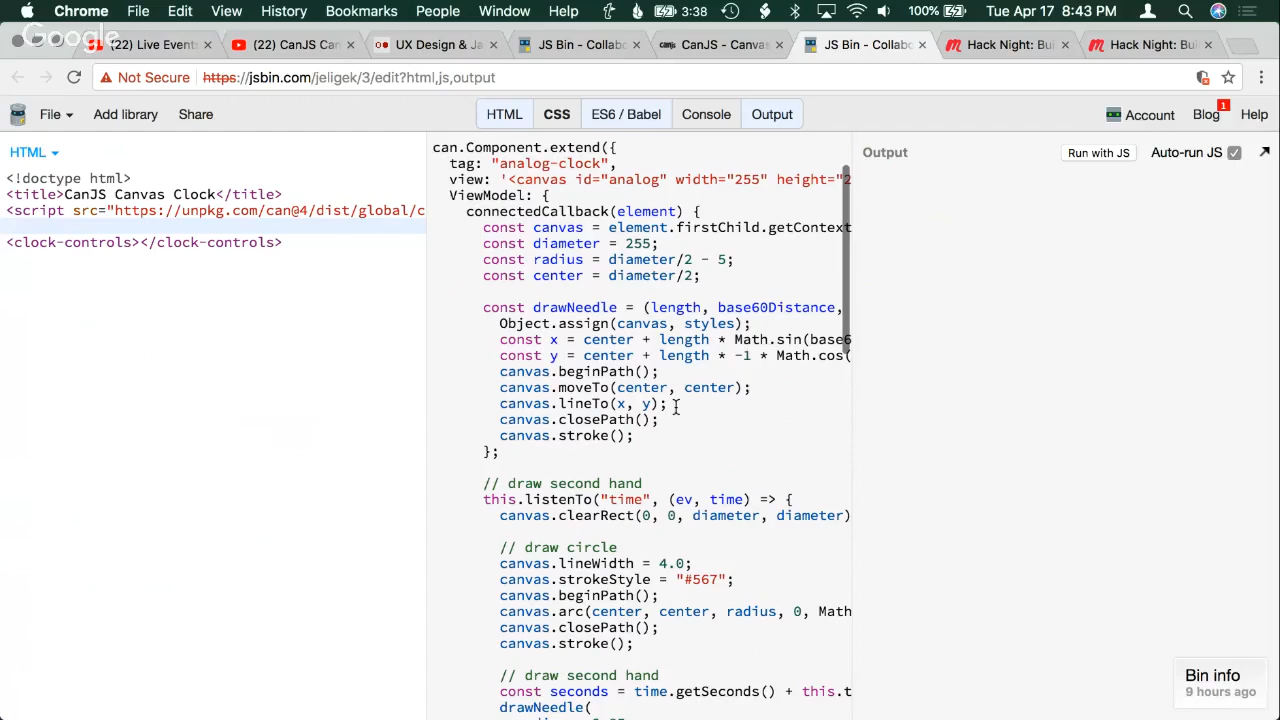 Chrome File Edit View History Bookmarks People Window Help 3:38 100% Tue Apr 17 8:43 PM
Google
(22) Live Event: (22) CanJS Can UX Design & Ja JS Bin - Collabo CanJS - Canvas JS Bin - Collabo Hack Night: Bui Hack Night: Bui
Not Secure https://jsbin.com/jeligek/3/edit?html,js,output
File Add library Share HTML CSS ES6 / Babel Console Output Account Blog 1 Help
HTML
<!doctype html>
<title>CanJS Canvas Clock</title>
<script src="https://unpkg.com/can@4/dist/global/c
<clock-controls></clock-controls>
can.Component.extend({
tag: "analog-clock",
view: '<canvas id="analog" width="255" height="2
ViewModel: {
connectedCallback(element) {
const canvas = element.firstChild.getContext
const diameter = 255;
const radius = diameter/2 - 5;
const center = diameter/2;
const drawNeedle = (length, base60Distance,
Object.assign(canvas, styles);
const x = center + length * Math.sin(base6
const y = center + length * -1 * Math.cos(
canvas.beginPath();
canvas.moveTo(center, center);
canvas.lineTo(x, y);
canvas.closePath();
canvas.stroke();
};
// draw second hand
this.listenTo("time", (ev, time) => {
canvas.clearRect(0, 0, diameter, diameter)
// draw circle
canvas.lineWidth = 4.0;
canvas.strokeStyle = "#567";
canvas.beginPath();
canvas.arc(center, center, radius, 0, Math
canvas.closePath();
canvas.stroke();
// draw second hand
const seconds = time.getSeconds() + this.t
drawNeedle(
Output Run with JS Auto-run JS
Bin info
9 hours ago